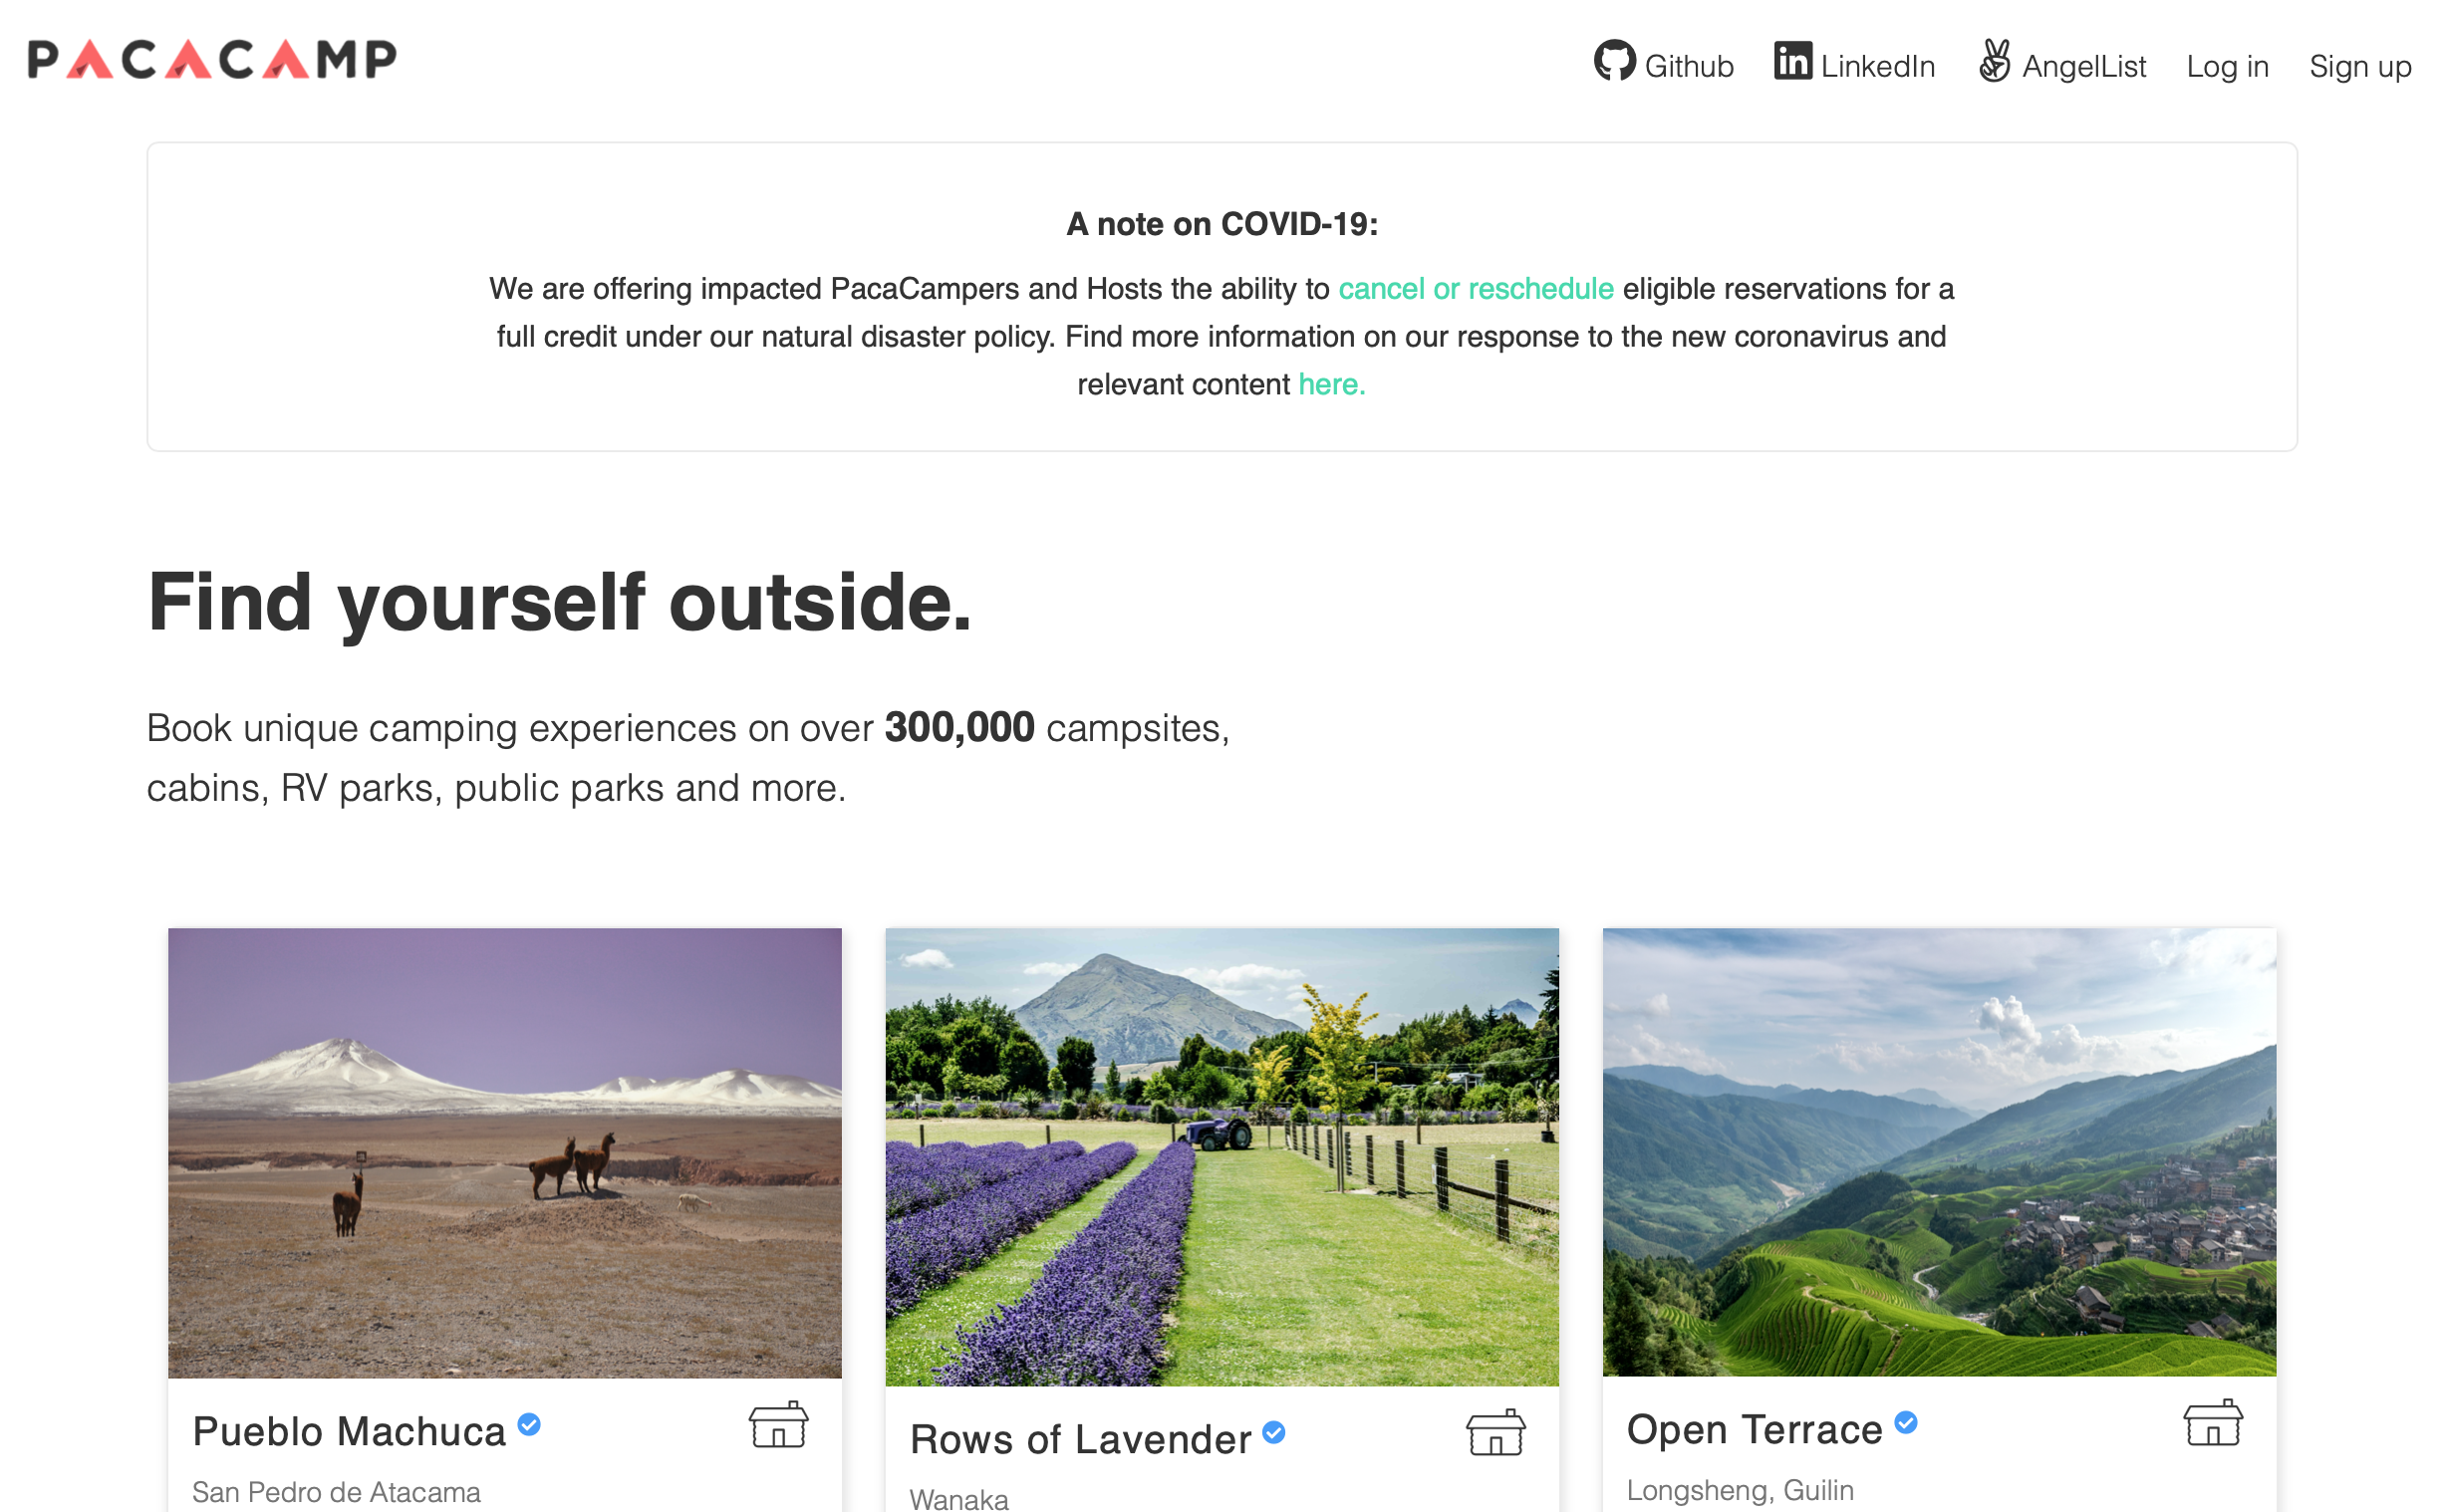 PACACAMP
Github LinkedIn AngelList Log in Sign up
A note on COVID-19:
We are offering impacted PacaCampers and Hosts the ability to cancel or reschedule eligible reservations for a
full credit under our natural disaster policy. Find more information on our response to the new coronavirus and
relevant content here.
Find yourself outside.
Book unique camping experiences on over 300,000 campsites,
cabins, RV parks, public parks and more.
Pueblo Machuca
San Pedro de Atacama
Rows of Lavender
Wanaka
Open Terrace
Longsheng, Guilin